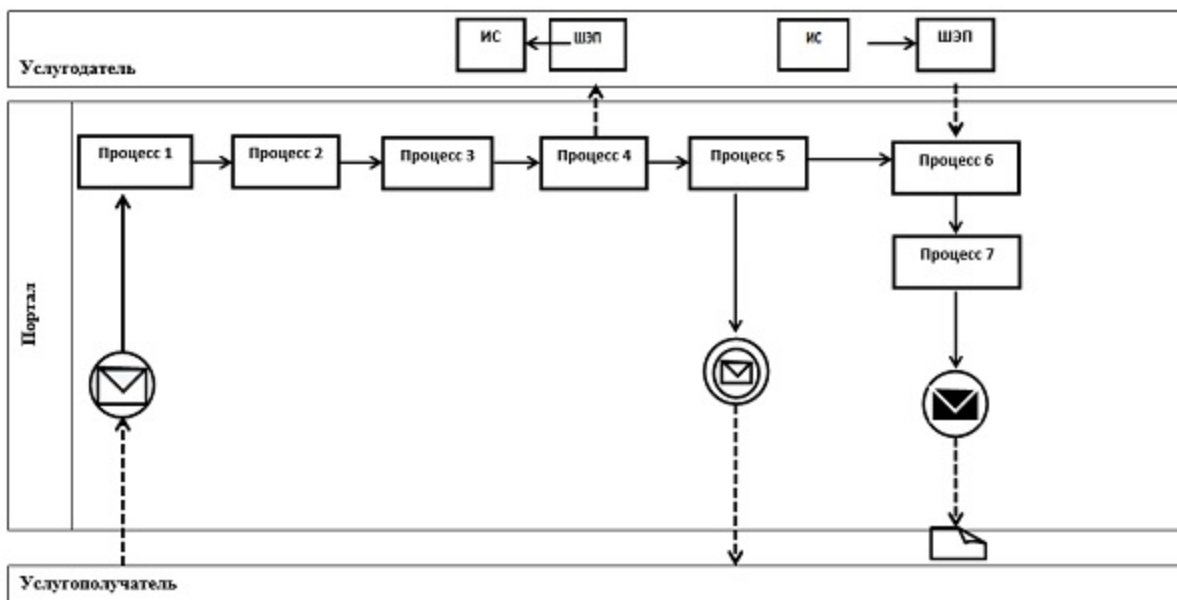 ИС
ШЭП
ИС
ШЭП
Услугодатель
Процесс 1
Процесс 2
Процесс 3
Процесс 4
Процесс 5
Процесс 6
Процесс 7
Портал
Услугополучатель